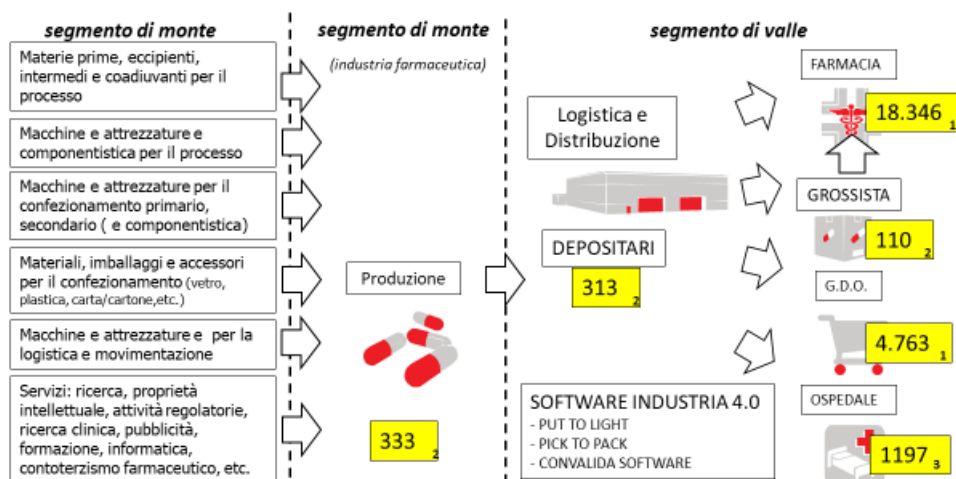 segmento di monte
Materie prime, eccipienti,
intermedi e coadiuvanti per il
processo
Macchine e attrezzature e
componentistica per il processo
Macchine e attrezzature per il
confezionamento primario,
secondario ( e componentistica)
Materiali, imballaggi e accessori
per il confezionamento (vetro,
plastica, carta/cartone,etc.)
Macchine e attrezzature e  per la
logistica e movimentazione
Servizi: ricerca, proprietà
intellettuale, attività regolatorie,
ricerca clinica, pubblicità,
formazione, informatica,
contoterzismo farmaceutico, etc.
segmento di monte
(industria farmaceutica)
Produzione
333 2
segmento di valle
Logistica e
Distribuzione
DEPOSITARI
313 2
SOFTWARE INDUSTRIA 4.0
- PUT TO LIGHT
- PICK TO PACK
- CONVALIDA SOFTWARE
FARMACIA
18.346 1
GROSSISTA
110 2
G.D.O.
4.763 1
OSPEDALE
1197 3